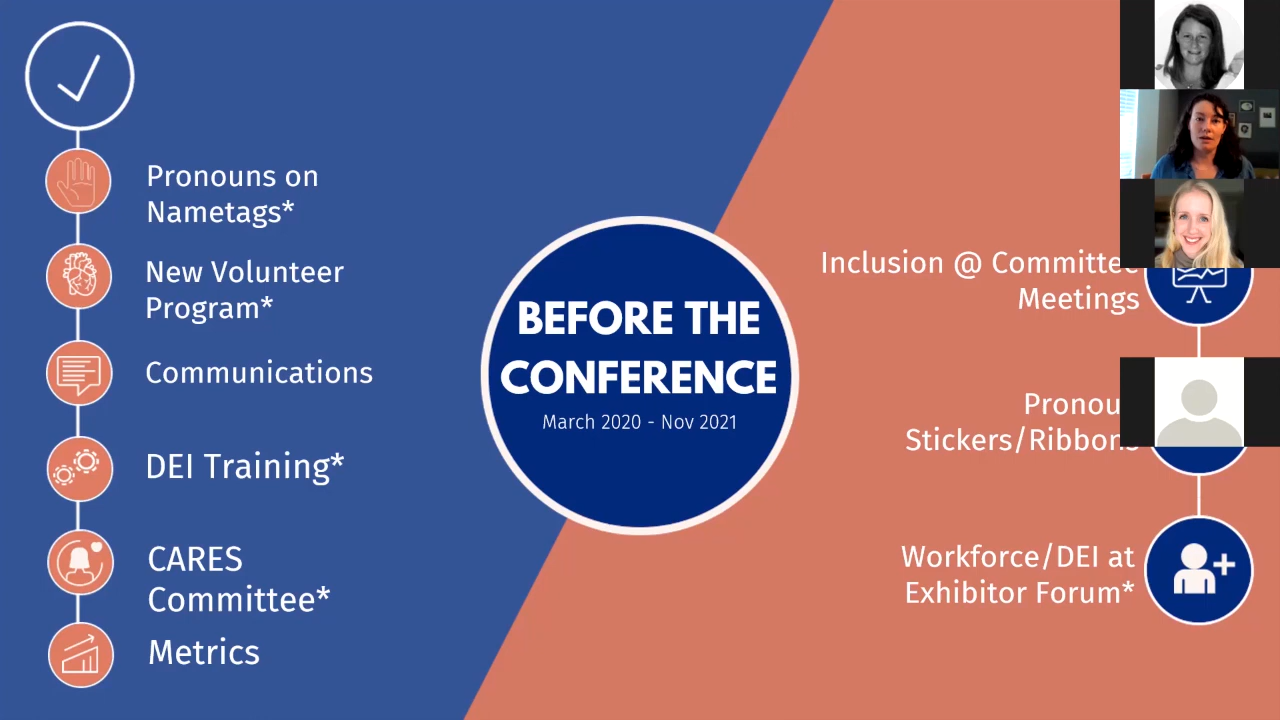 Pronouns on
Nametags*
New Volunteer
Program*
Communications
DEI Training*
CARES
Committee*
Metrics
BEFORE THE
CONFERENCE
March 2020 - Nov 2021
Inclusion @ Committee
Meetings
Stickers/Ribbons
Workforce/DEI at
Exhibitor Forum*